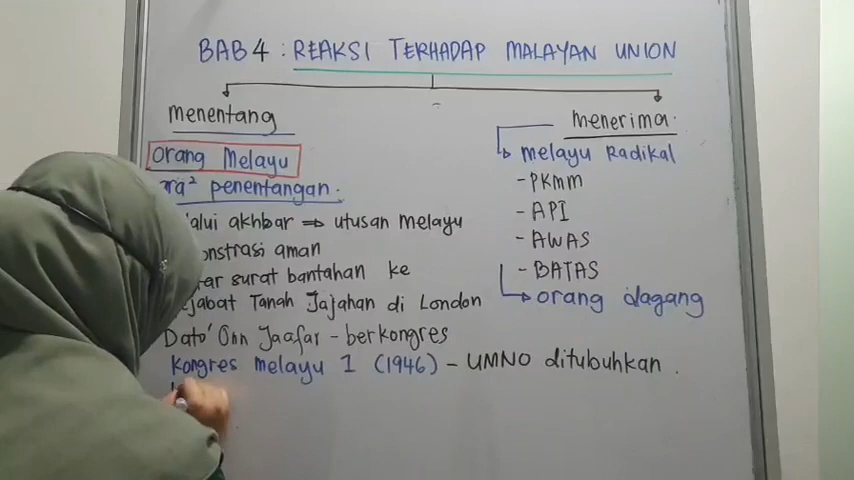 BAB 4 : REAKSI TERHADAP MALAYAN UNION
menentang
Orang Melayu
penentangan.
akhbar ⇒ utusan melayu
aman
surat bantahan ke
Tanah Jajahan di London
Dato' Onn Jaafar - berkongres
Kongres melayu 1 (1946) - UMNO ditubuhkan.
menerima.
melayu Radikal
- PKMM
- API
- AWAS
- BATAS
orang dagang